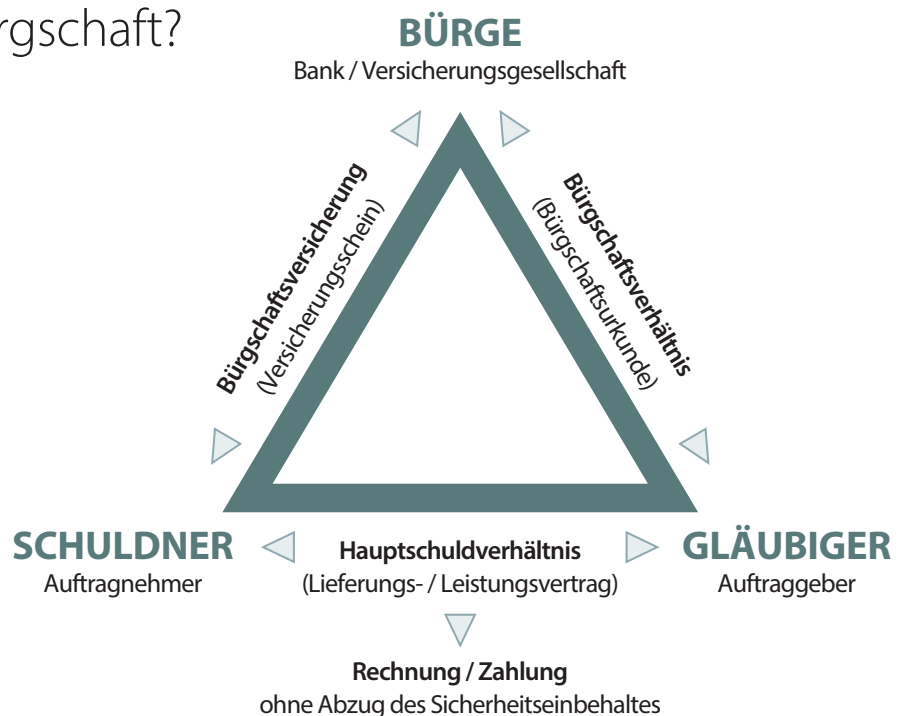 rgschaft?
BÜRGE
Bank / Versicherungsgesellschaft
Bürgschaftsversicherung
(Versicherungsschein)
Bürgschaftsverhältnis
(Bürgschaftsurkunde)
SCHULDNER
Auftragnehmer
Hauptschuldverhältnis
(Lieferungs- / Leistungsvertrag)
GLÄUBIGER
Auftraggeber
Rechnung / Zahlung
ohne Abzug des Sicherheitseinbehaltes